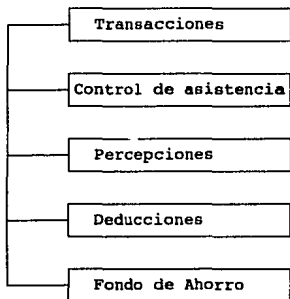 Transacciones
Control de asistencia
Percepciones
Deducciones
Fondo de Ahorro